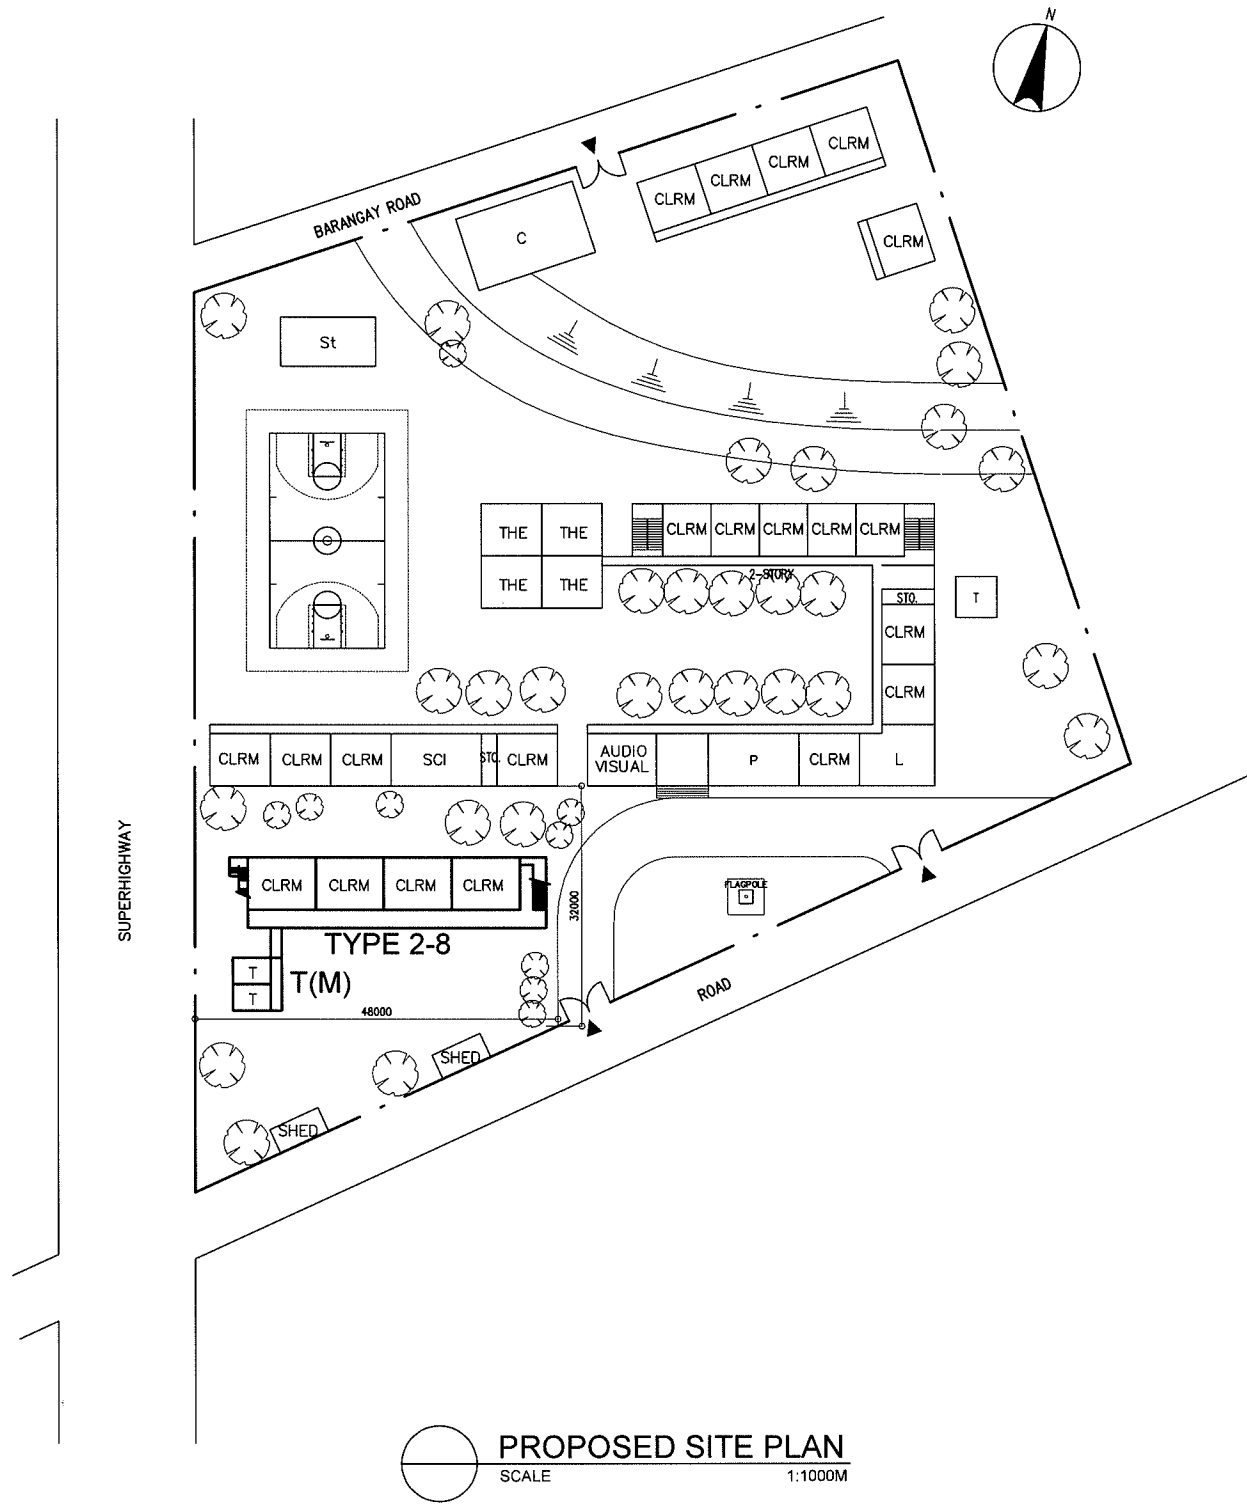 N
CLRM
CLRM
CLRM
CLRM
BARANGAY ROAD
C
CLRM
St
THE THE
CLRM CLRM CLRM CLRM CLRM
2-STORY
THE THE
STO.
T
CLRM
CLRM
CLRM CLRM CLRM SCI STO. CLRM
AUDIO
VISUAL
P CLRM L
SUPERHIGHWAY
CLRM CLRM CLRM CLRM
FLAGPOLE
32000
TYPE 2-8
T
T
T(M)
ROAD
48000
SHED
SHED
PROPOSED SITE PLAN
SCALE 1:1000M